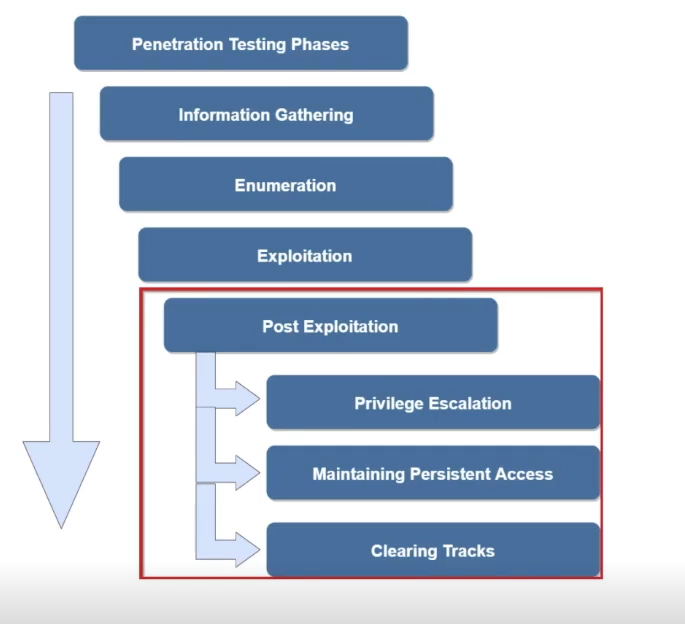 Penetration Testing Phases
Information Gathering
Enumeration
Exploitation
Post Exploitation
Privilege Escalation
Maintaining Persistent Access
Clearing Tracks